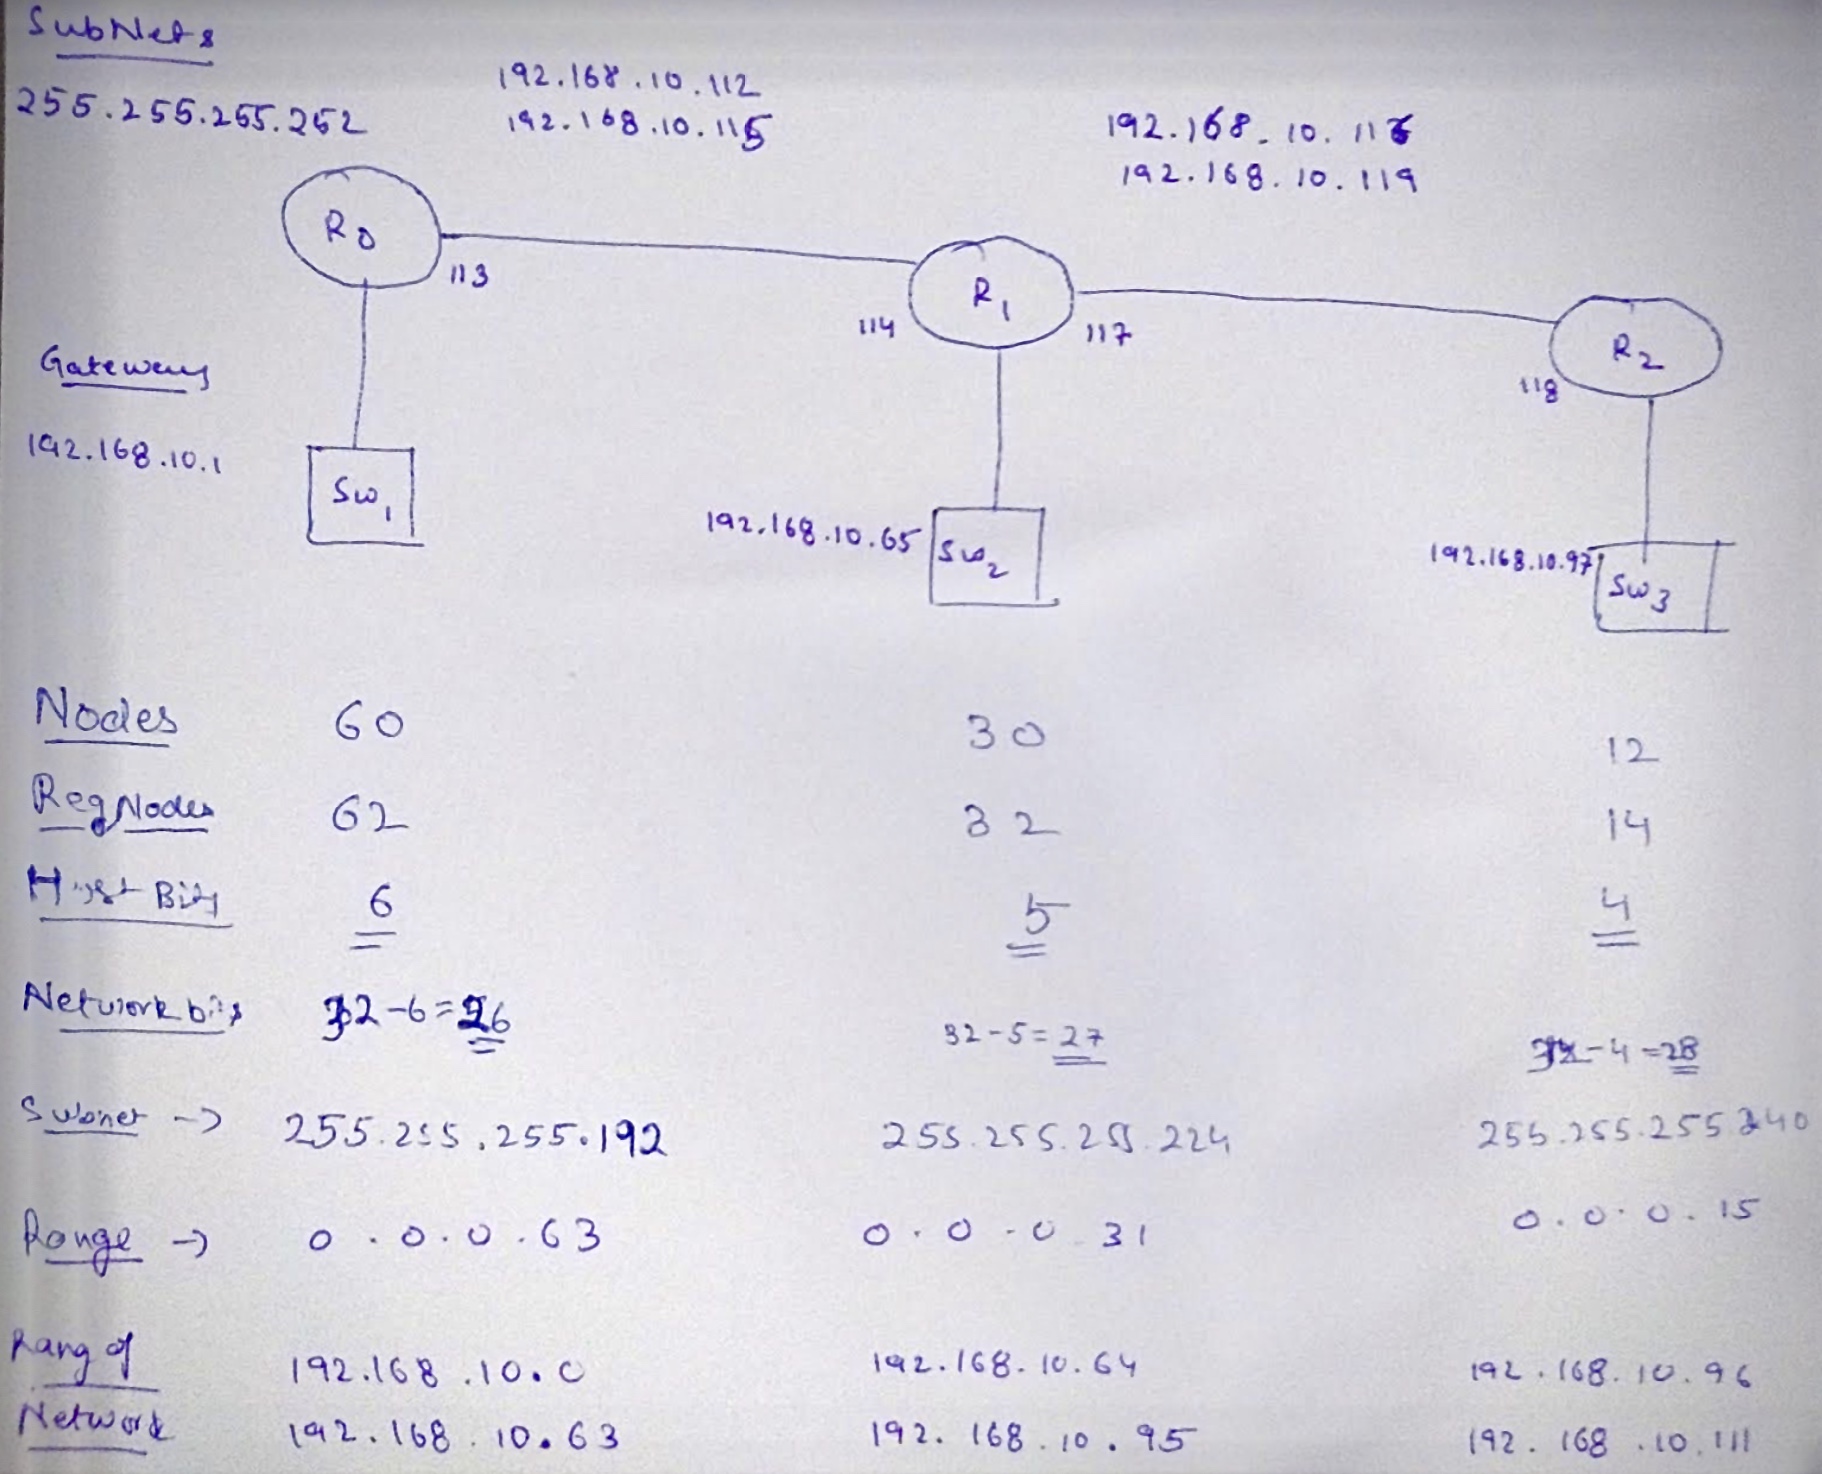 SubNets
255.255.255.252
192.168.10.112
192.168.10.115
192.168.10.116
192.168.10.119
R0
113
114
R1
117
R2
118
Gateway
192.168.10.1
Sw1
192.168.10.65
Sw2
192.168.10.97
Sw3
Nodes 60 30 12
Reg Nodes 62 32 14
Host Bits 6 5 4
Network bits 32-6=26 32-5=27 32-4=28
Subnet -> 255.255.255.192 255.255.255.224 255.255.255.240
Range -> 0.0.0.63 0.0.0.31 0.0.0.15
Rang of 192.168.10.0 192.168.10.64 192.168.10.96
Network 192.168.10.63 192.168.10.95 192.168.10.111